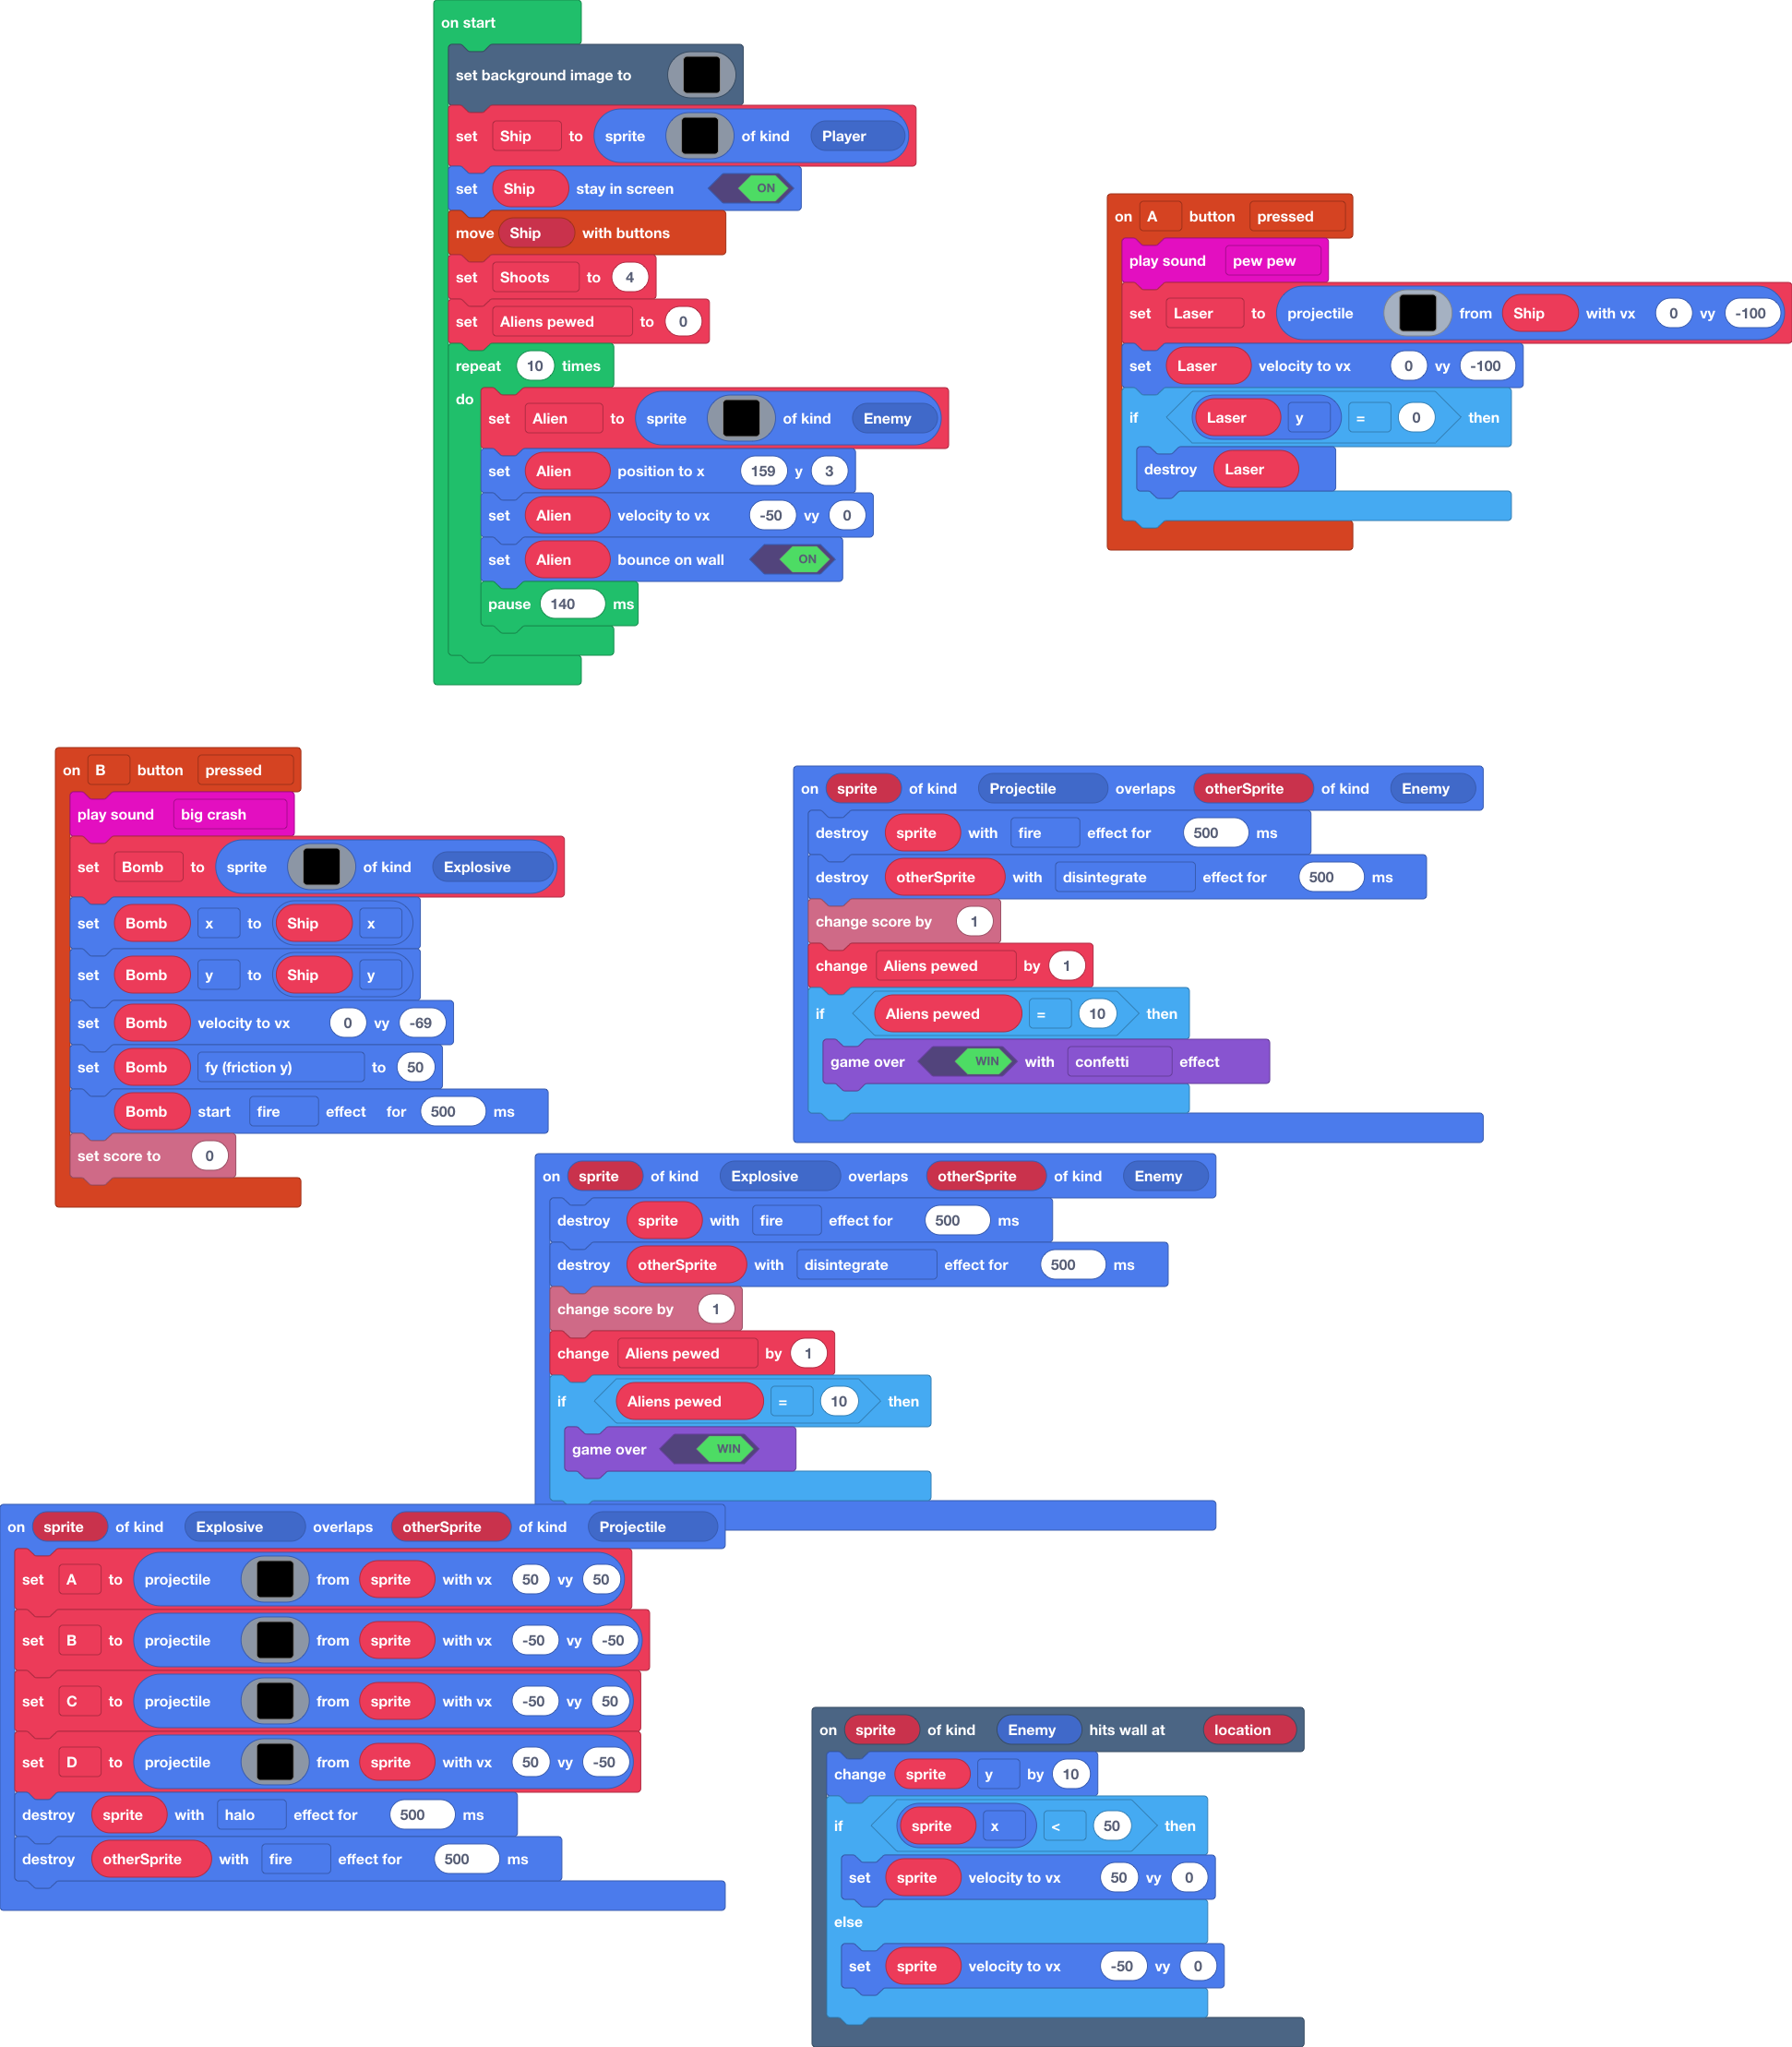 on start
set background image to
set Ship to sprite of kind Player
set Ship stay in screen ON
move Ship with buttons
set Shoots to 4
set Aliens pewed to 0
repeat 10 times
do
set Alien to sprite of kind Enemy
set Alien position to x 159 y 3
set Alien velocity to vx -50 vy 0
set Alien bounce on wall ON
pause 140 ms
on A button pressed
play sound pew pew
set Laser to projectile from Ship with vx 0 vy -100
set Laser velocity to vx 0 vy -100
if Laser y = 0 then
destroy Laser
on B button pressed
play sound big crash
set Bomb to sprite of kind Explosive
set Bomb x to Ship x
set Bomb y to Ship y
set Bomb velocity to vx 0 vy -69
set Bomb fy (friction y) to 50
Bomb start fire effect for 500 ms
set score to 0
on sprite of kind Projectile overlaps otherSprite of kind Enemy
destroy sprite with fire effect for 500 ms
destroy otherSprite with disintegrate effect for 500 ms
change score by 1
change Aliens pewed by 1
if Aliens pewed = 10 then
game over WIN with confetti effect
on sprite of kind Explosive overlaps otherSprite of kind Enemy
destroy sprite with fire effect for 500 ms
destroy otherSprite with disintegrate effect for 500 ms
change score by 1
change Aliens pewed by 1
if Aliens pewed = 10 then
game over WIN
on sprite of kind Explosive overlaps otherSprite of kind Projectile
set A to projectile from sprite with vx 50 vy 50
set B to projectile from sprite with vx -50 vy -50
set C to projectile from sprite with vx -50 vy 50
set D to projectile from sprite with vx 50 vy -50
destroy sprite with halo effect for 500 ms
destroy otherSprite with fire effect for 500 ms
on sprite of kind Enemy hits wall at location
change sprite y by 10
if sprite x < 50 then
set sprite velocity to vx 50 vy 0
else
set sprite velocity to vx -50 vy 0